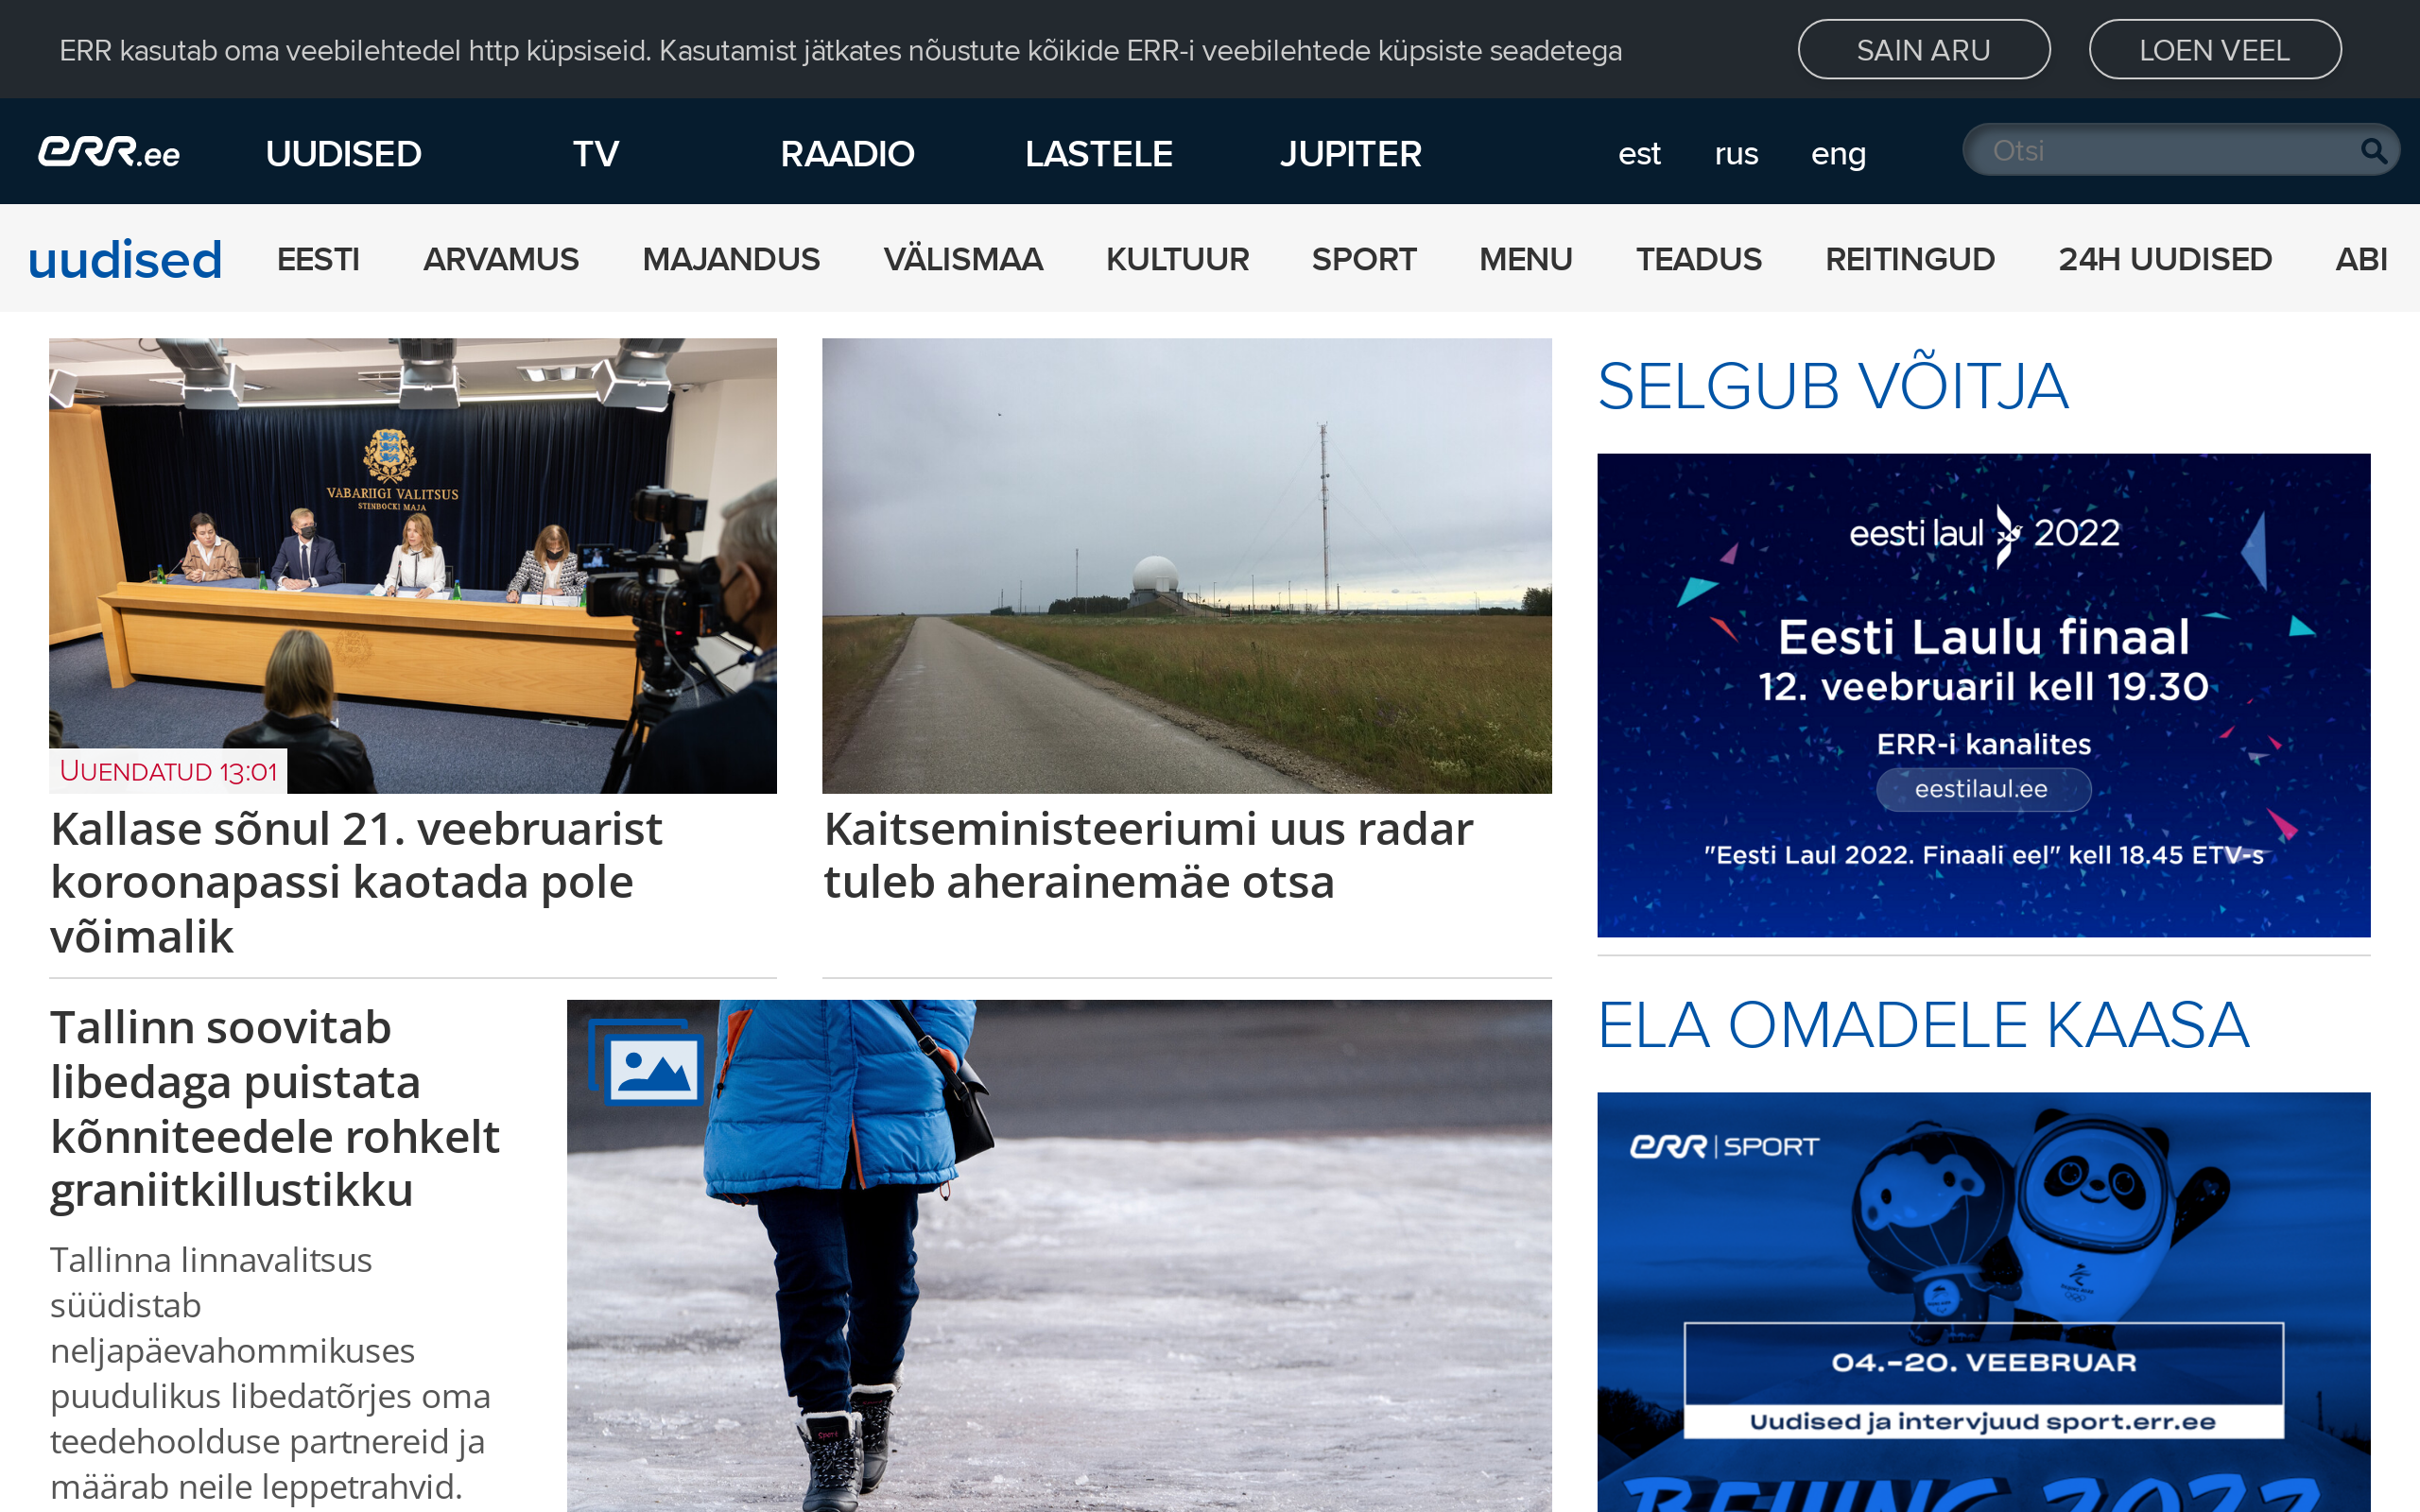 ERR kasutab oma veebilehtedel http küpsiseid. Kasutamist jätkates nõustute kõikide ERR-i veebilehtede küpsiste seadetega
SAIN ARU
LOEN VEEL
err.ee
UUDISED
TV
RAADIO
LASTELE
JUPITER
est
rus
eng
Otsi
uudised
EESTI
ARVAMUS
MAJANDUS
VÄLISMAA
KULTUUR
SPORT
MENU
TEADUS
REITINGUD
24H UUDISED
ABI
VABARIIGI VALITSUS
STENBOCKI MAJA
UUENDATUD 13:01
Kallase sõnul 21. veebruarist
koroonapassi kaotada pole
võimalik
Kaitseministeeriumi uus radar
tuleb aherainemäe otsa
Tallinn soovitab
libedaga puistata
kõnniteedele rohkelt
graniitkillustikku
Tallinna linnavalitsus
süüdistab
neljapäevahommikuses
puudulikus libedatõrjes oma
teedehoolduse partnereid ja
määrab neile leppetrahvid.
Sport
SELGUB VÕITJA
eesti laul 2022
Eesti Laulu finaal
12. veebruaril kell 19.30
ERR-i kanalites
eestilaul.ee
"Eesti Laul 2022. Finaali eel" kell 18.45 ETV-s
ELA OMADELE KAASA
err | SPORT
04.–20. VEEBRUAR
Uudised ja intervjuud sport.err.ee
BEIJING 2022